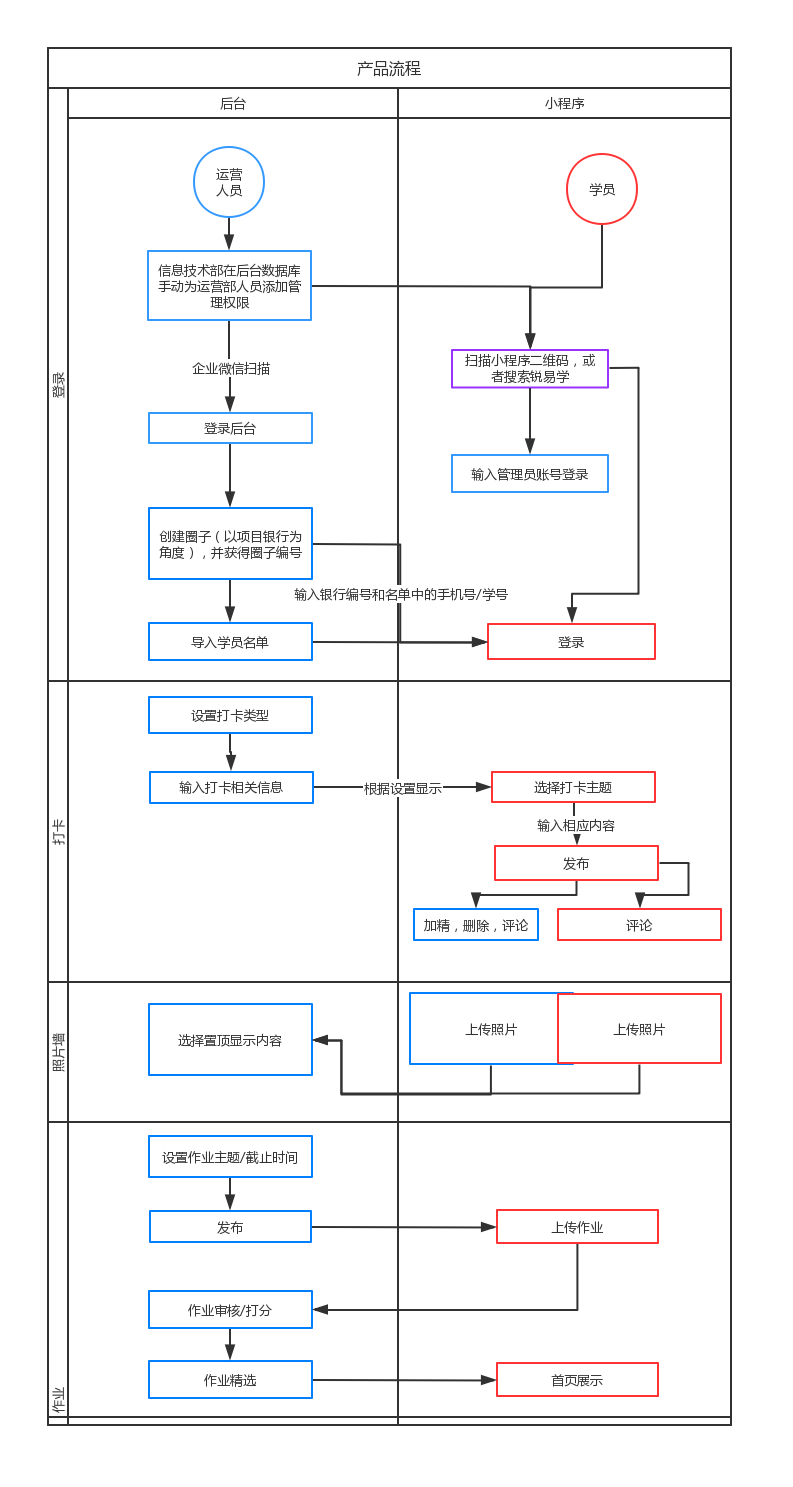 产品流程
后台
小程序
登录
运营
人员
学员
信息技术部在后台数据库
手动为运营部人员添加管
理权限
扫描小程序二维码，或
者搜索锐易学
企业微信扫描
登录后台
输入管理员账号登录
创建圈子（以项目银行为
角度），并获得圈子编号
输入银行编号和名单中的手机号/学号
导入学员名单
登录
打卡
设置打卡类型
输入打卡相关信息
根据设置显示
选择打卡主题
输入相应内容
发布
加精，删除，评论
评论
照片墙
选择置顶显示内容
上传照片
上传照片
作业
设置作业主题/截止时间
发布
上传作业
作业审核/打分
作业精选
首页展示